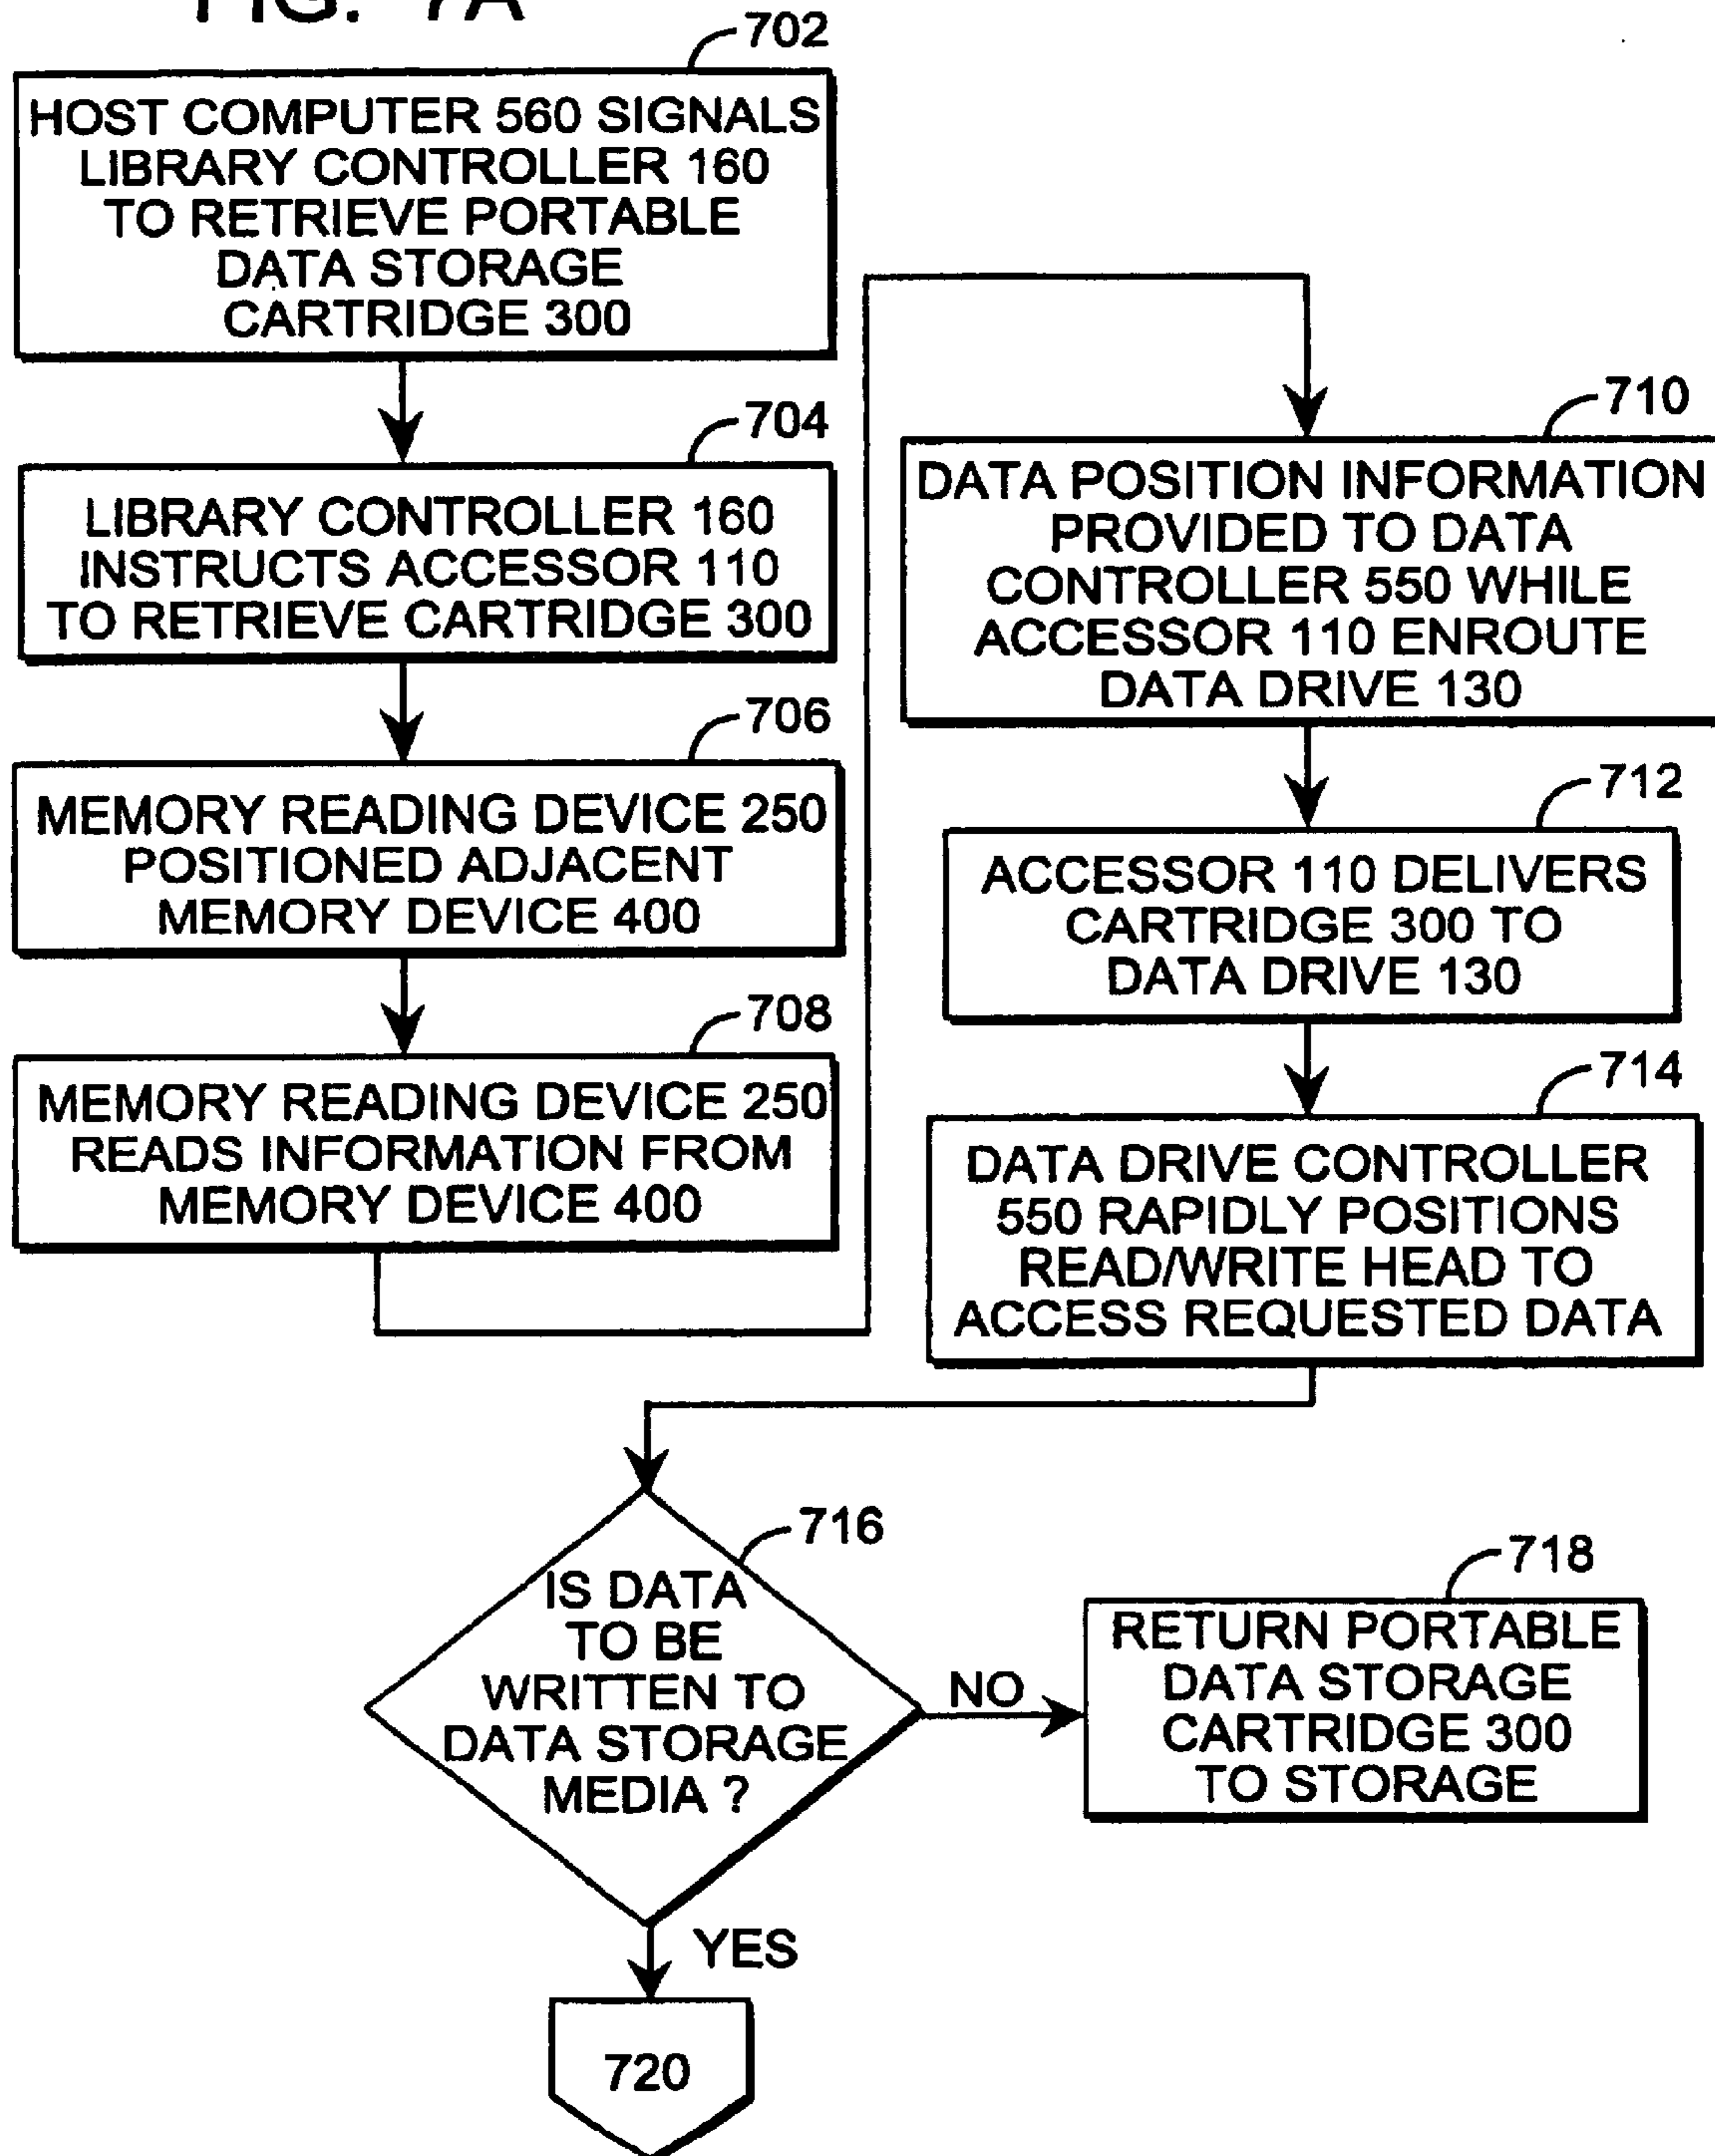 FIG. 7A
702
HOST COMPUTER 560 SIGNALS
LIBRARY CONTROLLER 160
TO RETRIEVE PORTABLE
DATA STORAGE
CARTRIDGE 300
704
LIBRARY CONTROLLER 160
INSTRUCTS ACCESSOR 110
TO RETRIEVE CARTRIDGE 300
706
MEMORY READING DEVICE 250
POSITIONED ADJACENT
MEMORY DEVICE 400
708
MEMORY READING DEVICE 250
READS INFORMATION FROM
MEMORY DEVICE 400
710
DATA POSITION INFORMATION
PROVIDED TO DATA
CONTROLLER 550 WHILE
ACCESSOR 110 ENROUTE
DATA DRIVE 130
712
ACCESSOR 110 DELIVERS
CARTRIDGE 300 TO
DATA DRIVE 130
714
DATA DRIVE CONTROLLER
550 RAPIDLY POSITIONS
READ/WRITE HEAD TO
ACCESS REQUESTED DATA
716
IS DATA
TO BE
WRITTEN TO
DATA STORAGE
MEDIA ?
NO
718
RETURN PORTABLE
DATA STORAGE
CARTRIDGE 300
TO STORAGE
YES
720